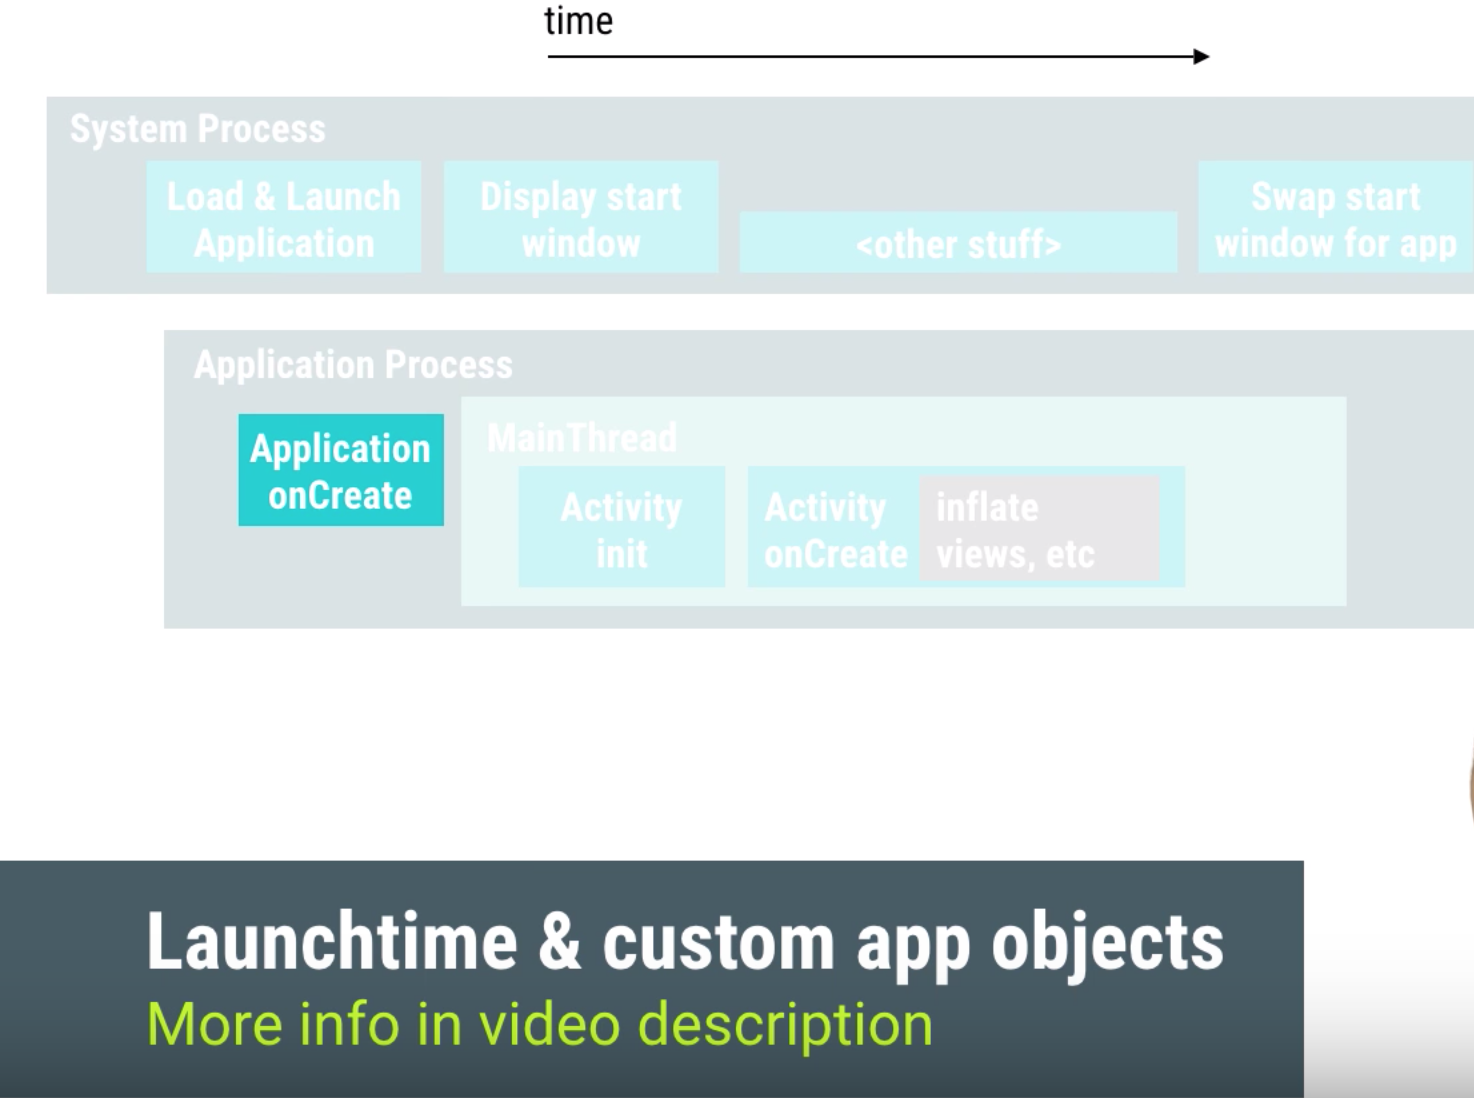 time
System Process
Load & Launch
Application
Display start
window
<other stuff>
Swap start
window for app
Application Process
Application
onCreate
MainThread
Activity
init
Activity
onCreate
inflate
views, etc
Launchtime & custom app objects
More info in video description